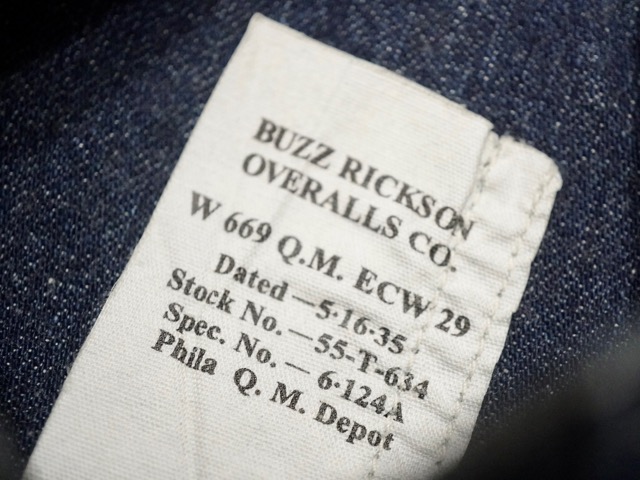 BUZZ RICKSON
OVERALLS CO.
W 669 Q.M. ECW 29
Dated —5·16·35
Stock No. —55-T-634
Spec. No. — 6·124A
Phila Q. M. Depot